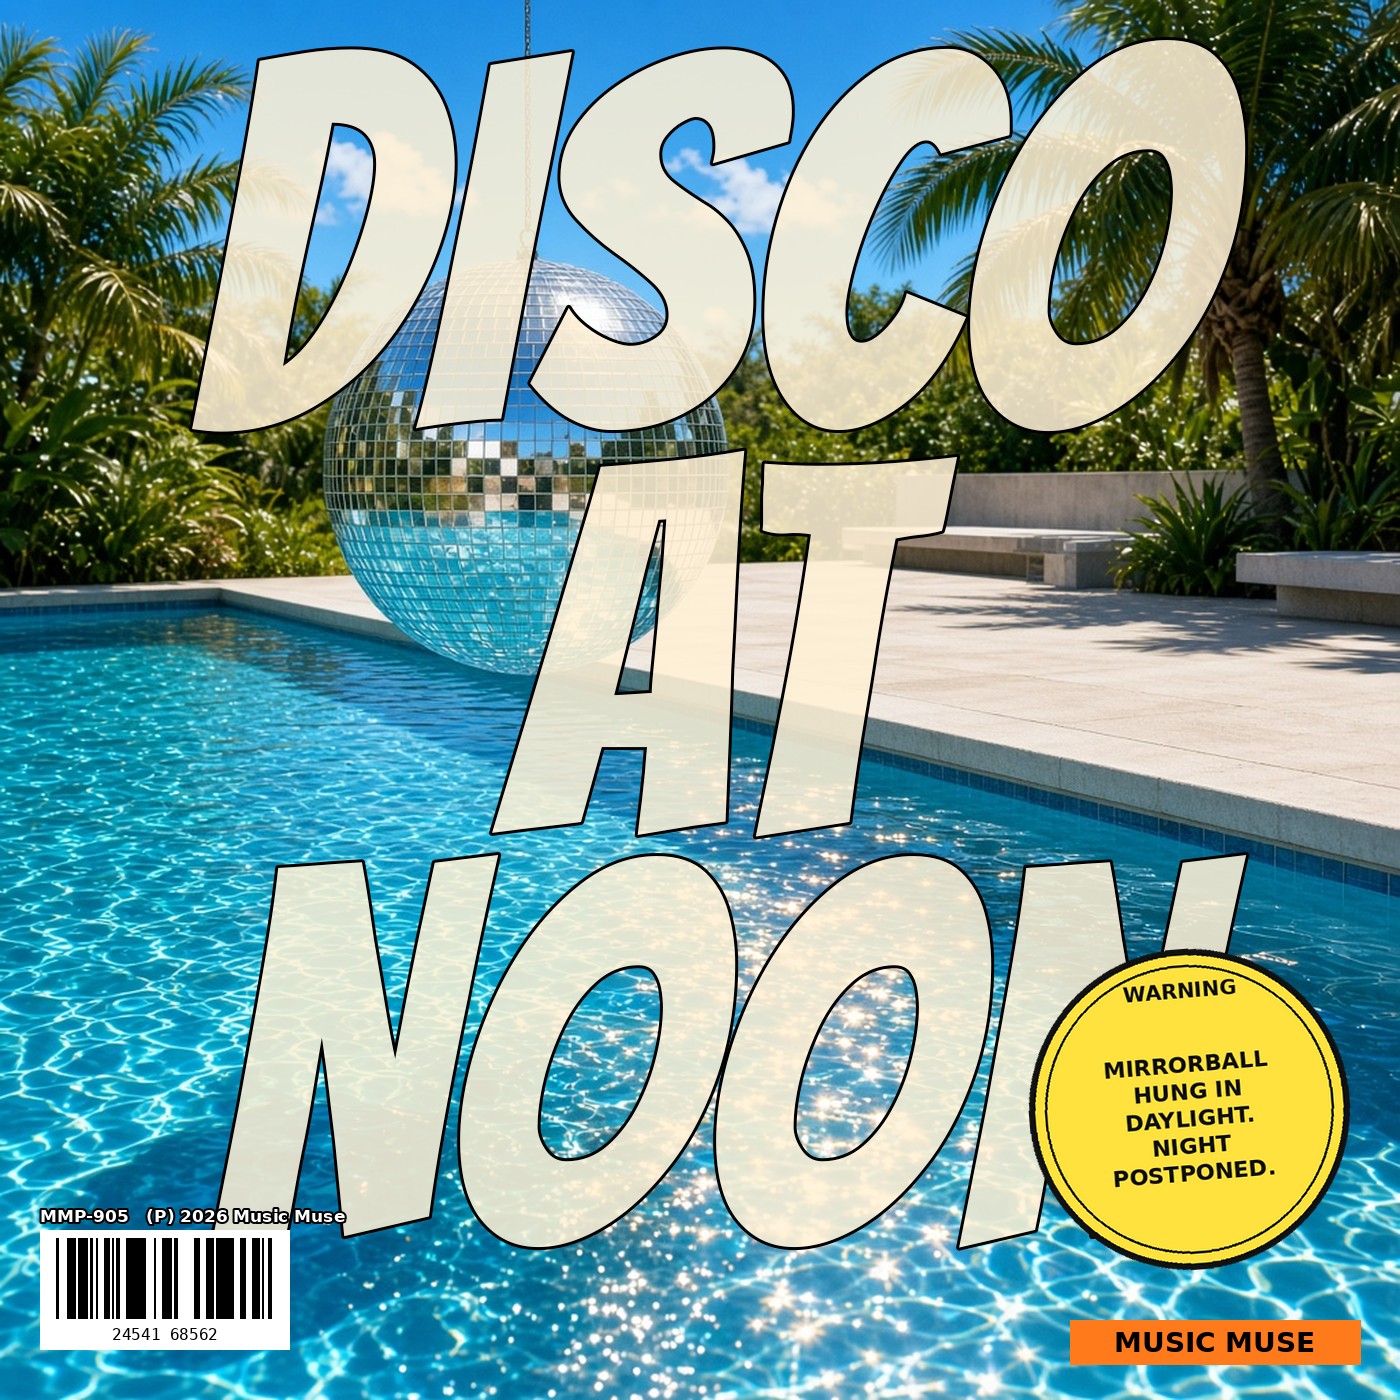 DISCO
AT
NOON
WARNING
MIRRORBALL
HUNG IN
DAYLIGHT.
NIGHT
POSTPONED.
MMP-905 (P) 2026 Music Muse
24541 68562
MUSIC MUSE